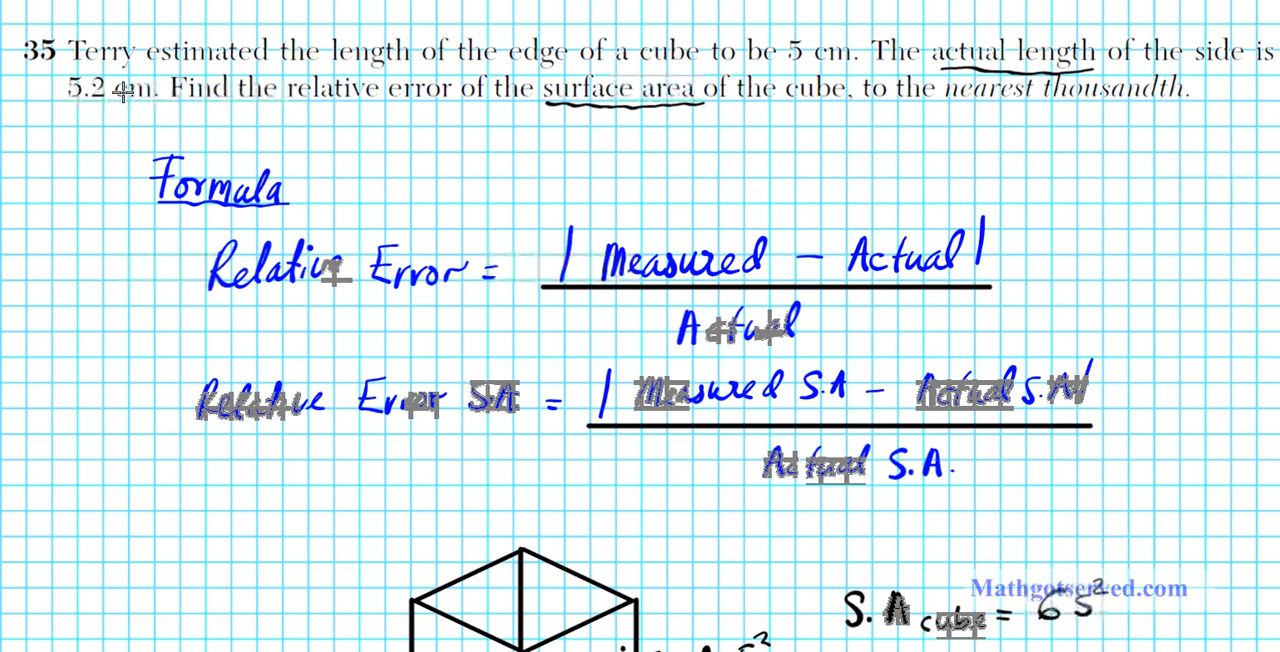 35 Terry estimated the length of the edge of a cube to be 5 cm. The actual length of the side is
5.2 cm. Find the relative error of the surface area of the cube, to the nearest thousandth.
Formula
Relative Error = | Measured - Actual |
Actual
Relative Error S.A = | Measured S.A - Actual S.A |
Actual S.A.
Mathgotserved.com
S.A cube = 6s²